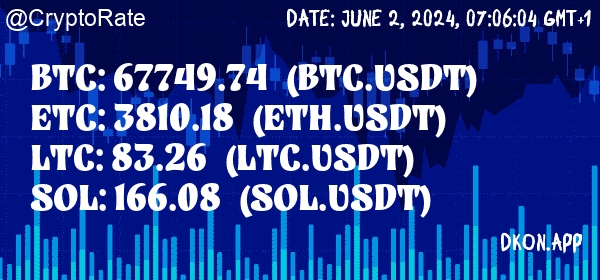 @CryptoRate
DATE: JUNE 2, 2024, 07:06:04 GMT+1
BTC: 67749.74 (BTC.USDT)
ETC: 3810.18 (ETH.USDT)
LTC: 83.26 (LTC.USDT)
SOL: 166.08 (SOL.USDT)
DKON.APP